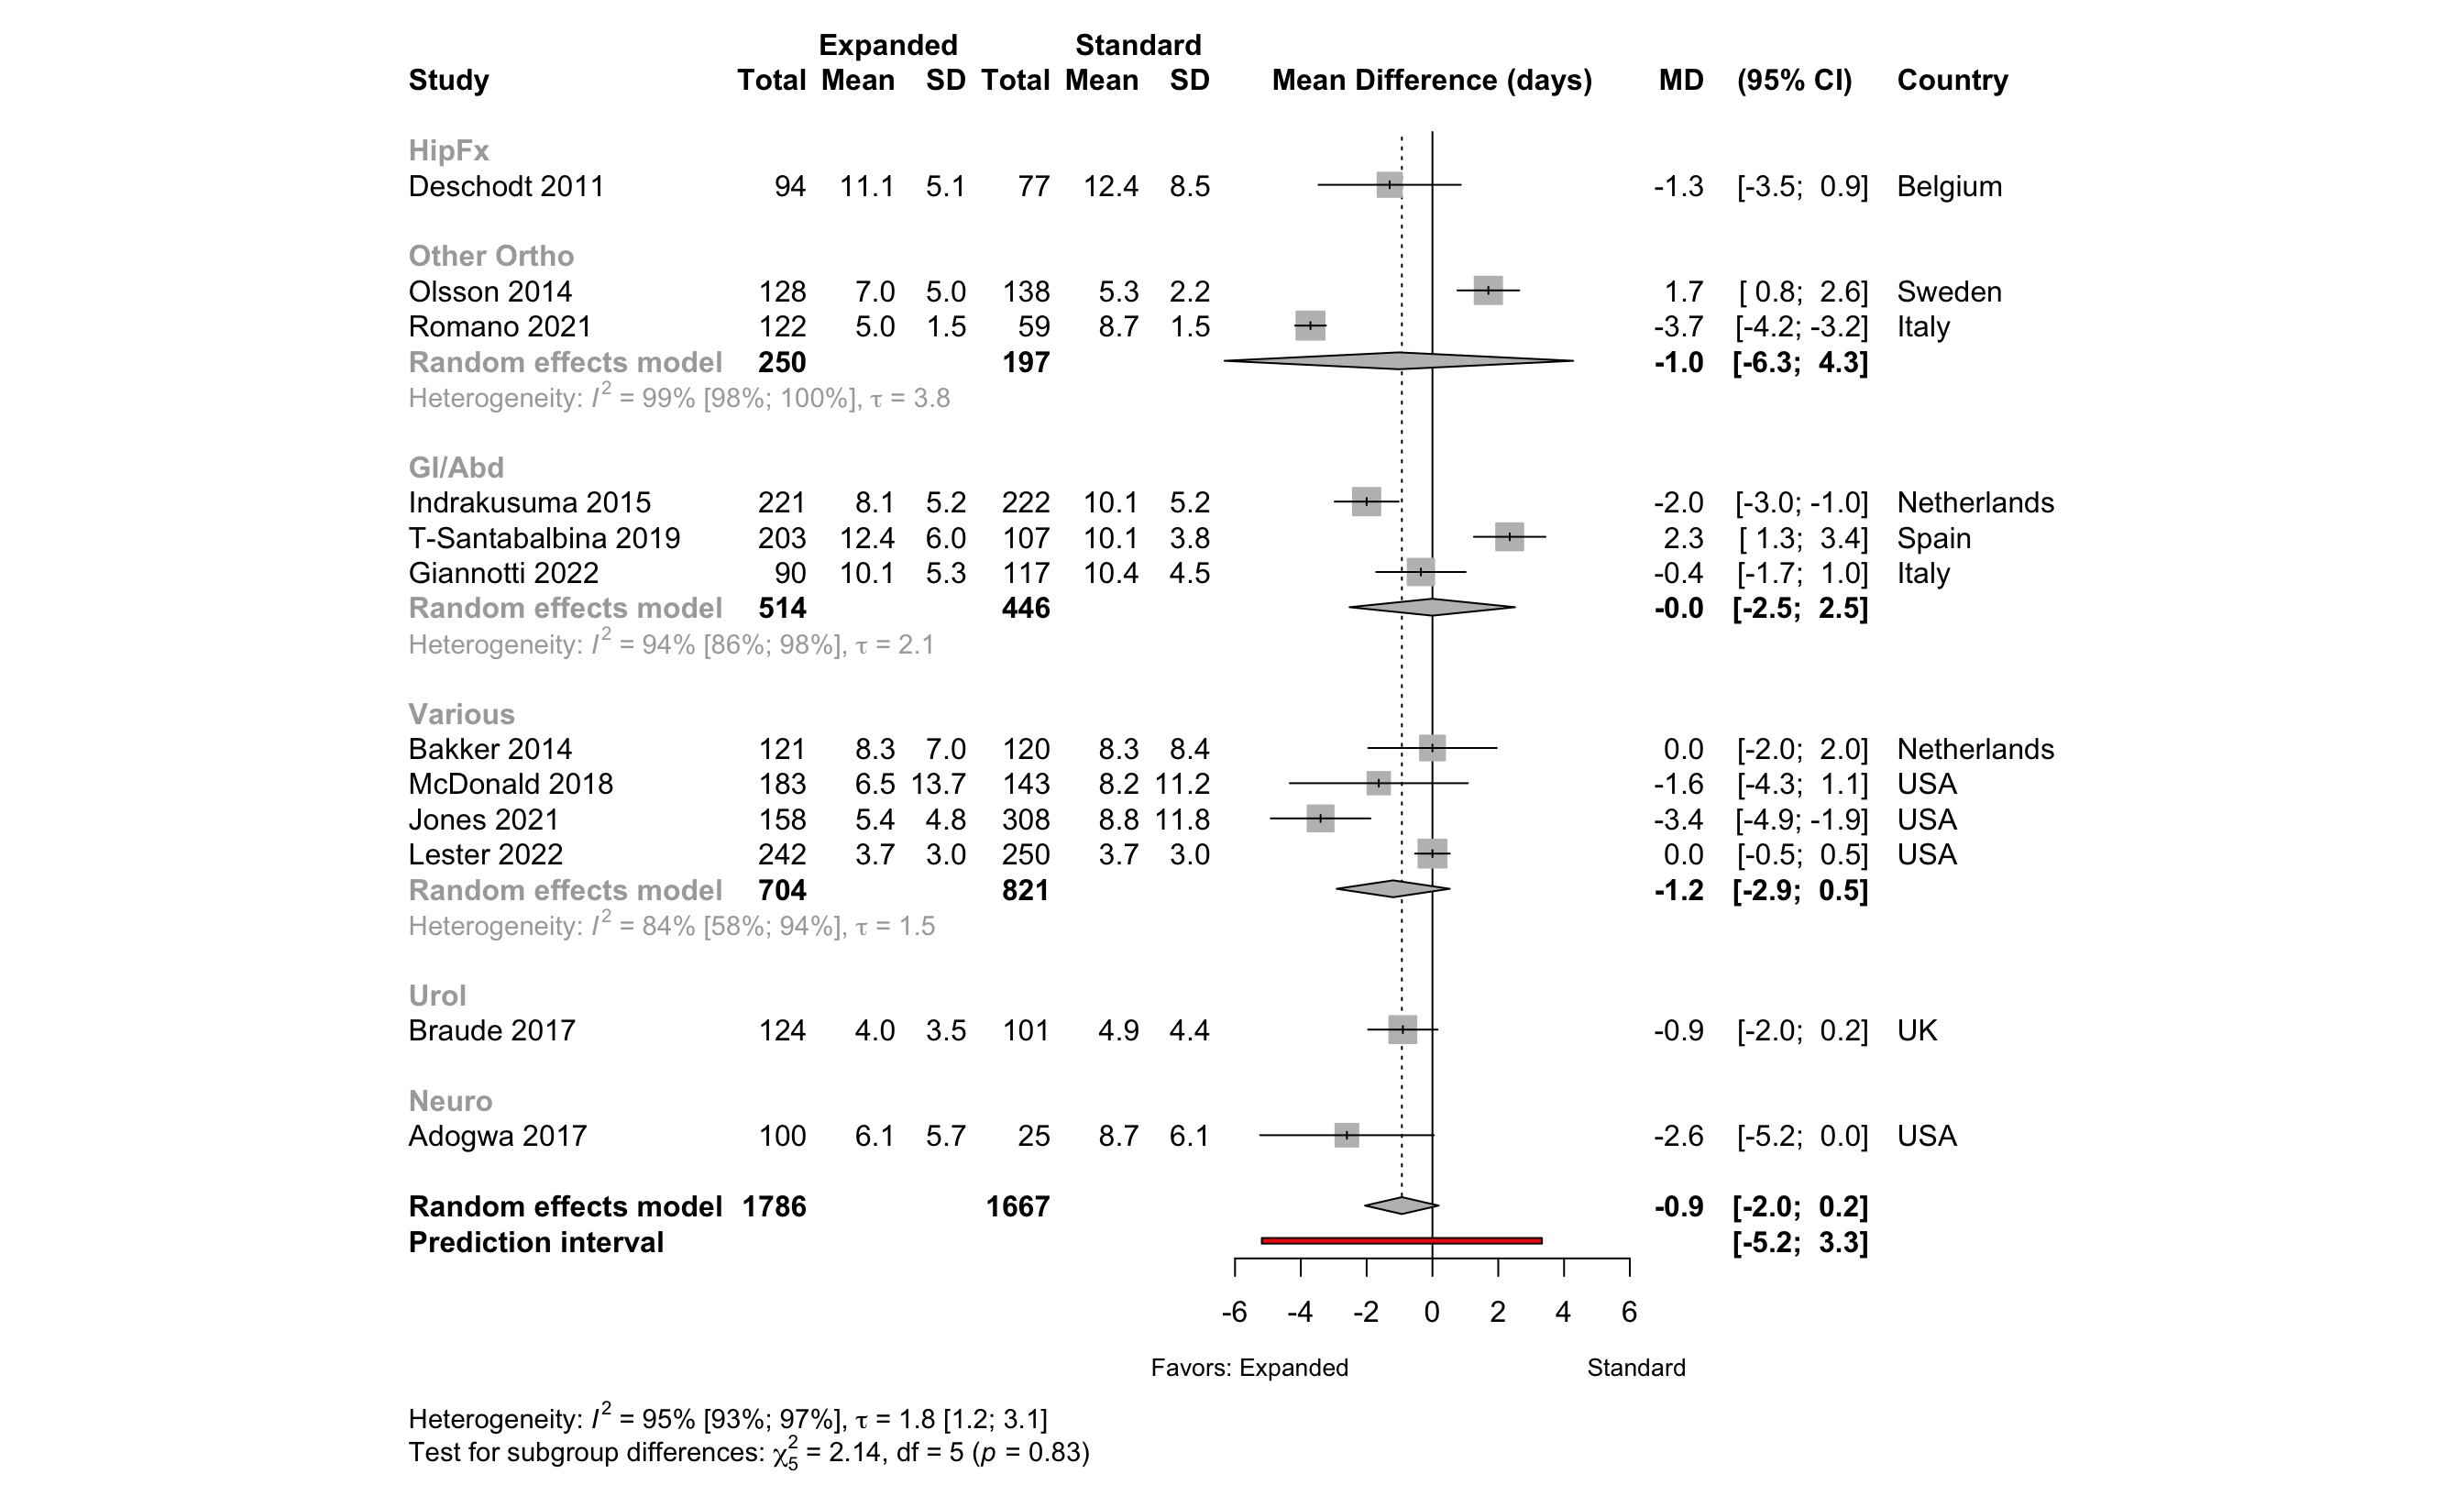 Expanded Standard
Study Total Mean SD Total Mean SD Mean Difference (days) MD (95% CI) Country
HipFx
Deschodt 2011 94 11.1 5.1 77 12.4 8.5 -1.3 [-3.5; 0.9] Belgium
Other Ortho
Olsson 2014 128 7.0 5.0 138 5.3 2.2 1.7 [ 0.8; 2.6] Sweden
Romano 2021 122 5.0 1.5 59 8.7 1.5 -3.7 [-4.2; -3.2] Italy
Random effects model 250 197 -1.0 [-6.3; 4.3]
Heterogeneity: I² = 99% [98%; 100%], τ = 3.8
GI/Abd
Indrakusuma 2015 221 8.1 5.2 222 10.1 5.2 -2.0 [-3.0; -1.0] Netherlands
T-Santabalbina 2019 203 12.4 6.0 107 10.1 3.8 2.3 [ 1.3; 3.4] Spain
Giannotti 2022 90 10.1 5.3 117 10.4 4.5 -0.4 [-1.7; 1.0] Italy
Random effects model 514 446 -0.0 [-2.5; 2.5]
Heterogeneity: I² = 94% [86%; 98%], τ = 2.1
Various
Bakker 2014 121 8.3 7.0 120 8.3 8.4 0.0 [-2.0; 2.0] Netherlands
McDonald 2018 183 6.5 13.7 143 8.2 11.2 -1.6 [-4.3; 1.1] USA
Jones 2021 158 5.4 4.8 308 8.8 11.8 -3.4 [-4.9; -1.9] USA
Lester 2022 242 3.7 3.0 250 3.7 3.0 0.0 [-0.5; 0.5] USA
Random effects model 704 821 -1.2 [-2.9; 0.5]
Heterogeneity: I² = 84% [58%; 94%], τ = 1.5
Urol
Braude 2017 124 4.0 3.5 101 4.9 4.4 -0.9 [-2.0; 0.2] UK
Neuro
Adogwa 2017 100 6.1 5.7 25 8.7 6.1 -2.6 [-5.2; 0.0] USA
Random effects model 1786 1667 -0.9 [-2.0; 0.2]
Prediction interval [-5.2; 3.3]
-6 -4 -2 0 2 4 6
Favors: Expanded Standard
Heterogeneity: I² = 95% [93%; 97%], τ = 1.8 [1.2; 3.1]
Test for subgroup differences: χ²₅ = 2.14, df = 5 (p = 0.83)